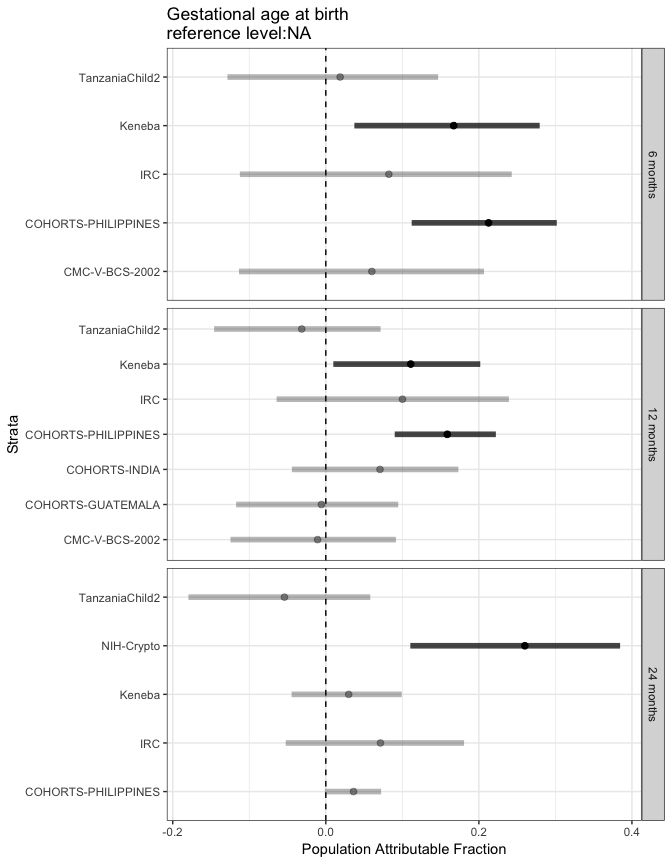 Gestational age at birth
reference level:NA
TanzaniaChild2
Keneba
IRC
COHORTS-PHILIPPINES
CMC-V-BCS-2002
6 months
TanzaniaChild2
Keneba
IRC
COHORTS-PHILIPPINES
COHORTS-INDIA
COHORTS-GUATEMALA
CMC-V-BCS-2002
12 months
TanzaniaChild2
NIH-Crypto
Keneba
IRC
COHORTS-PHILIPPINES
24 months
Strata
-0.2 0.0 0.2 0.4
Population Attributable Fraction